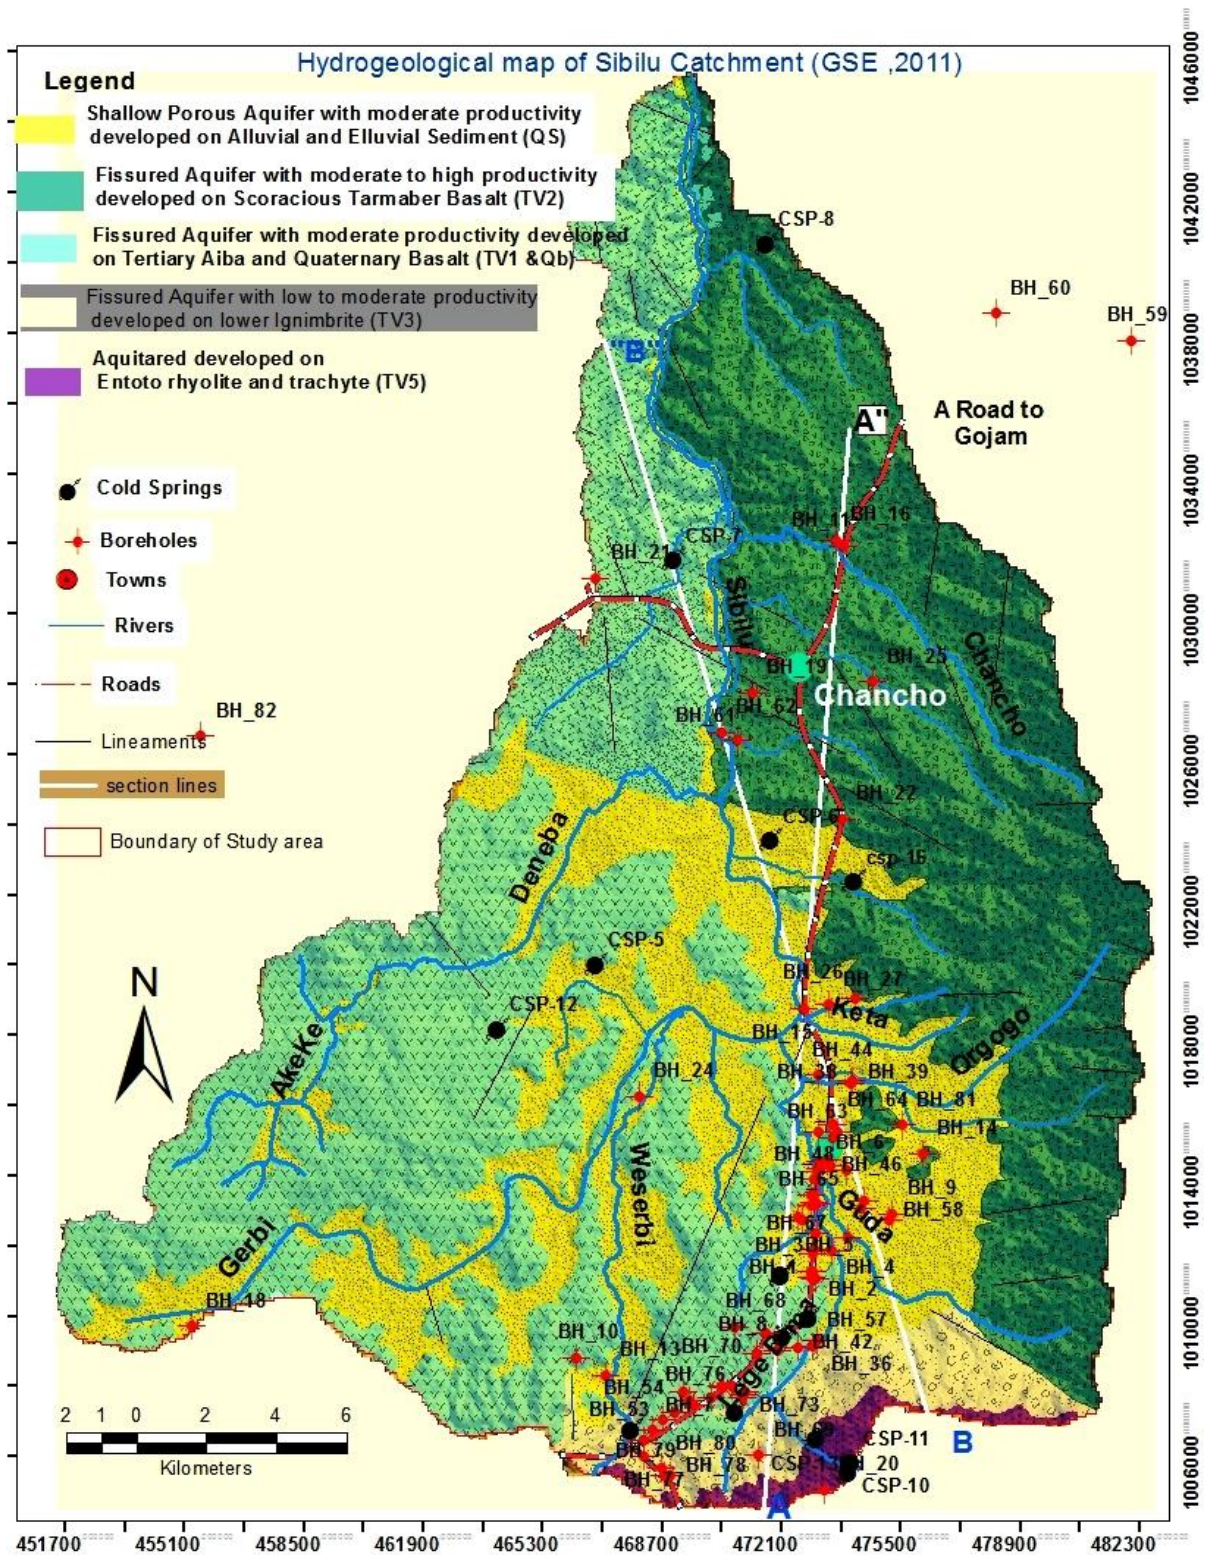 Hydrogeological map of Sibilu Catchment (GSE ,2011)
Legend
Shallow Porous Aquifer with moderate productivity
developed on Alluvial and Elluvial Sediment (QS)
Fissured Aquifer with moderate to high productivity
developed on Scoracious Tarmaber Basalt (TV2)
Fissured Aquifer with moderate productivity developed
on Tertiary Aiba and Quaternary Basalt (TV1 &Qb)
Fissured Aquifer with low to moderate productivity
developed on lower Ignimbrite (TV3)
Aquitared developed on
Entoto rhyolite and trachyte (TV5)
Cold Springs
Boreholes
Towns
Rivers
Roads
Lineaments
section lines
Boundary of Study area
CSP-8
BH_60
BH_59
"B"
A"
A Road to
Gojam
BH_11
BH_16
CSP-7
BH_21
Sibilu
Chancho
BH_19
BH_25
Chancho
BH_82
BH_61
BH_62
BH_22
CSP-6
csp-15
Deneba
CSP-5
CSP-12
BH_26
BH_27
Keta
BH_15
Orgogo
AkeKe
BH_44
BH_24
BH_38
BH_39
BH_64
BH_81
BH_63
BH_14
BH_6
BH_48
BH_46
BH_65
Weserbi
BH_9
Guda
BH_58
BH_67
Gerbi
BH_3
BH_5
BH_4
BH_2
BH_18
BH_68
BH_57
BH_8
BH_10
BH_13
BH_70
BH_42
BH_36
Lege Bima
BH_76
BH_54
BH_53
BH_73
CSP-11
BH_80
BH_79
BH_78
CSP-13
BH_77
CSP-10
B
A
N
2 1 0 2 4 6
Kilometers
451700 455100 458500 461900 465300 468700 472100 475500 478900 482300
1046000
1042000
1038000
1034000
1030000
1026000
1022000
1018000
1014000
1010000
1006000